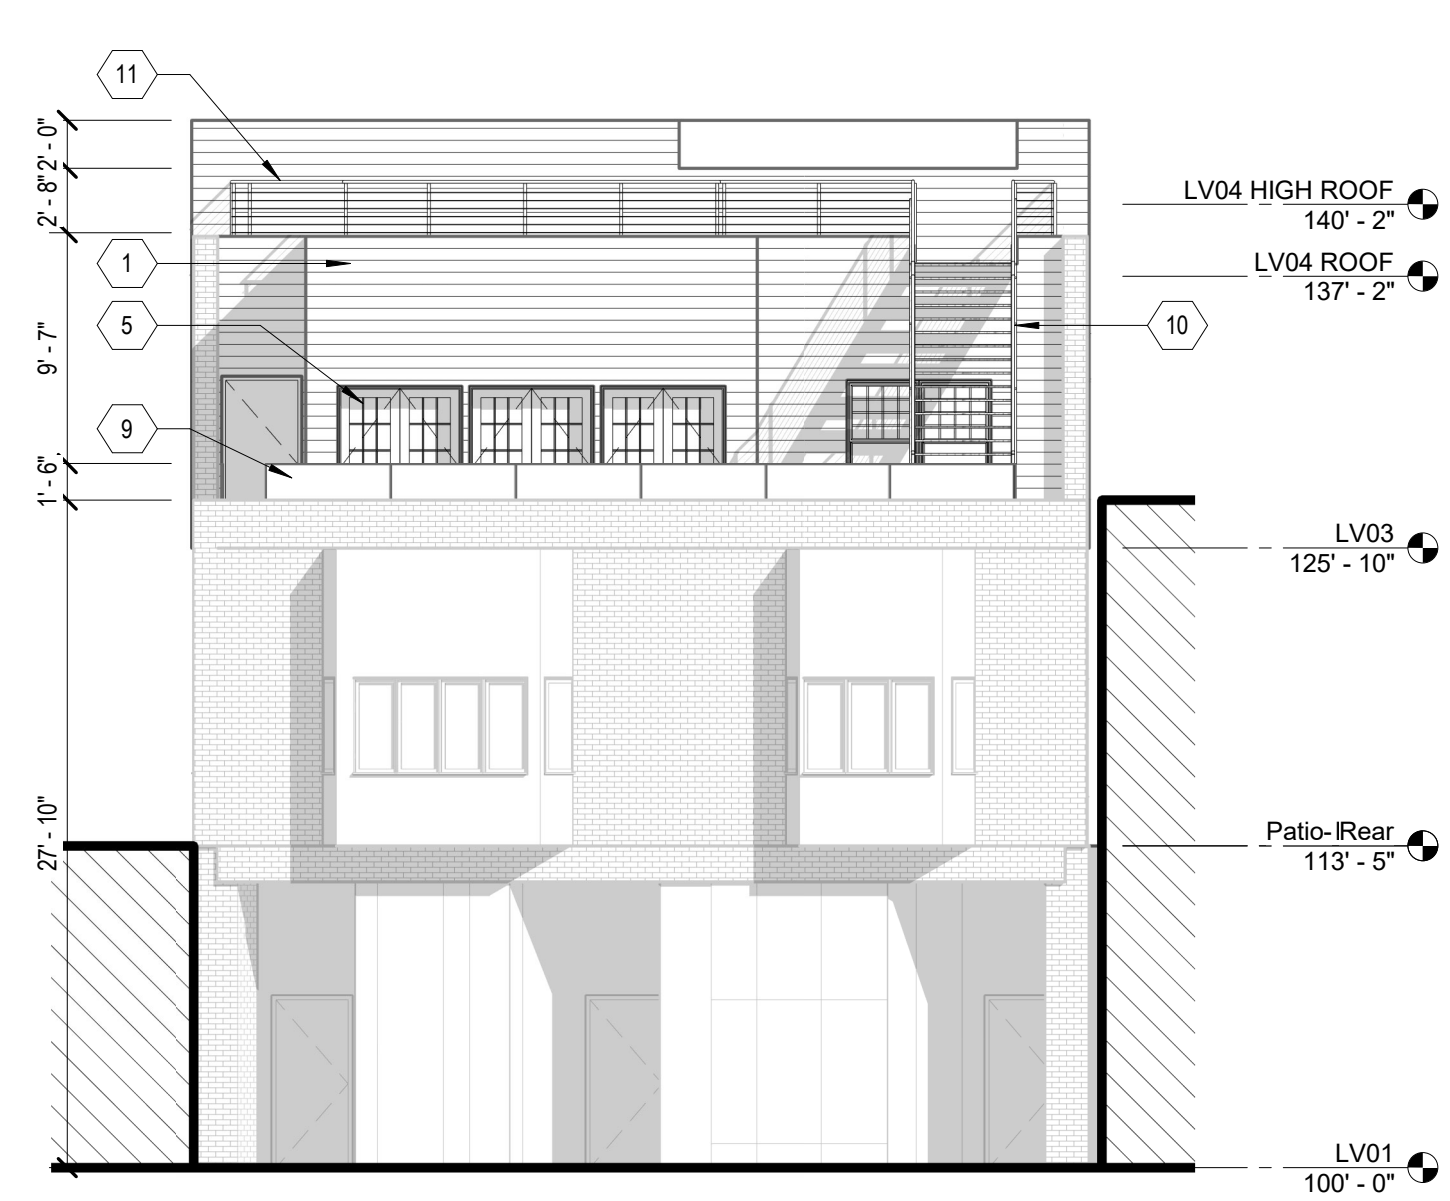 11
2' - 0"
2' - 8"
LV04 HIGH ROOF
140' - 2"
1
LV04 ROOF
137' - 2"
5
10
9' - 7"
9
1' - 6"
LV03
125' - 10"
27' - 10"
Patio- Rear
113' - 5"
LV01
100' - 0"